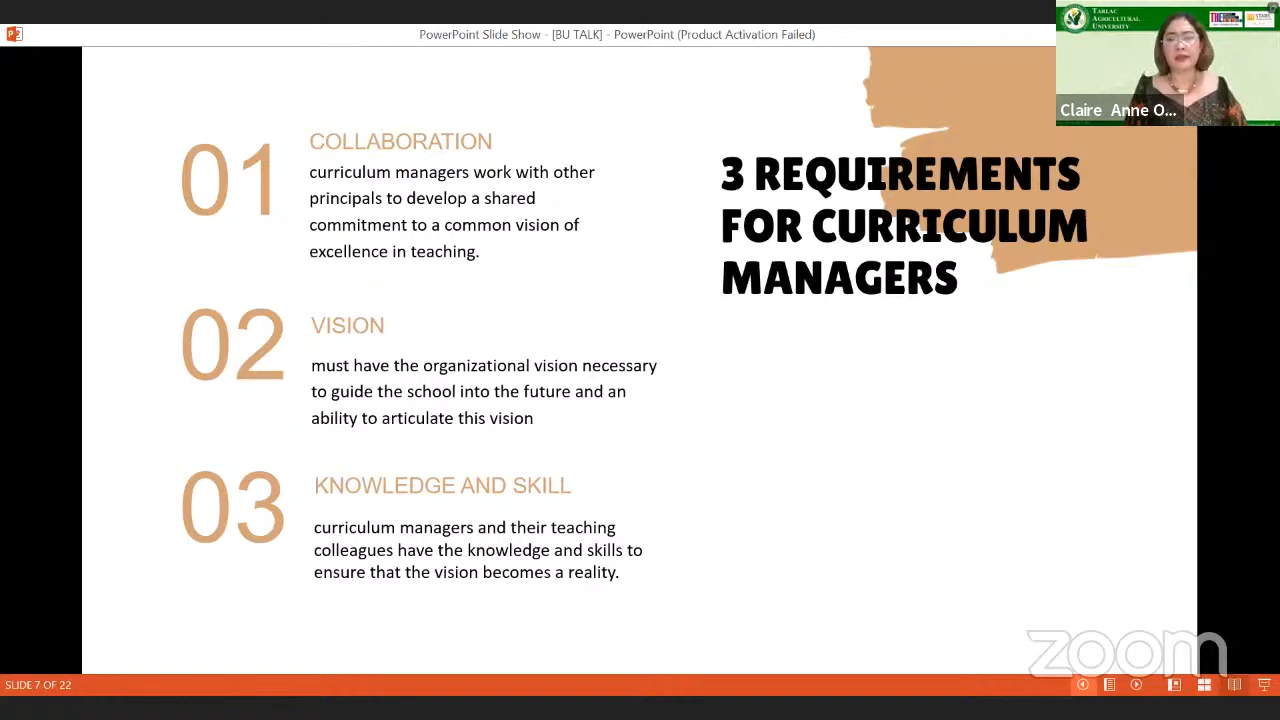 PowerPoint Slide Show - [BU TALK] - PowerPoint (Product Activation Failed)
TARLAC
AGRICULTURAL
UNIVERSITY
Claire Anne O...
01
COLLABORATION
curriculum managers work with other
principals to develop a shared
commitment to a common vision of
excellence in teaching.
02
VISION
must have the organizational vision necessary
to guide the school into the future and an
ability to articulate this vision
03
KNOWLEDGE AND SKILL
curriculum managers and their teaching
colleagues have the knowledge and skills to
ensure that the vision becomes a reality.
3 REQUIREMENTS
FOR CURRICULUM
MANAGERS
zoom
SLIDE 7 OF 22